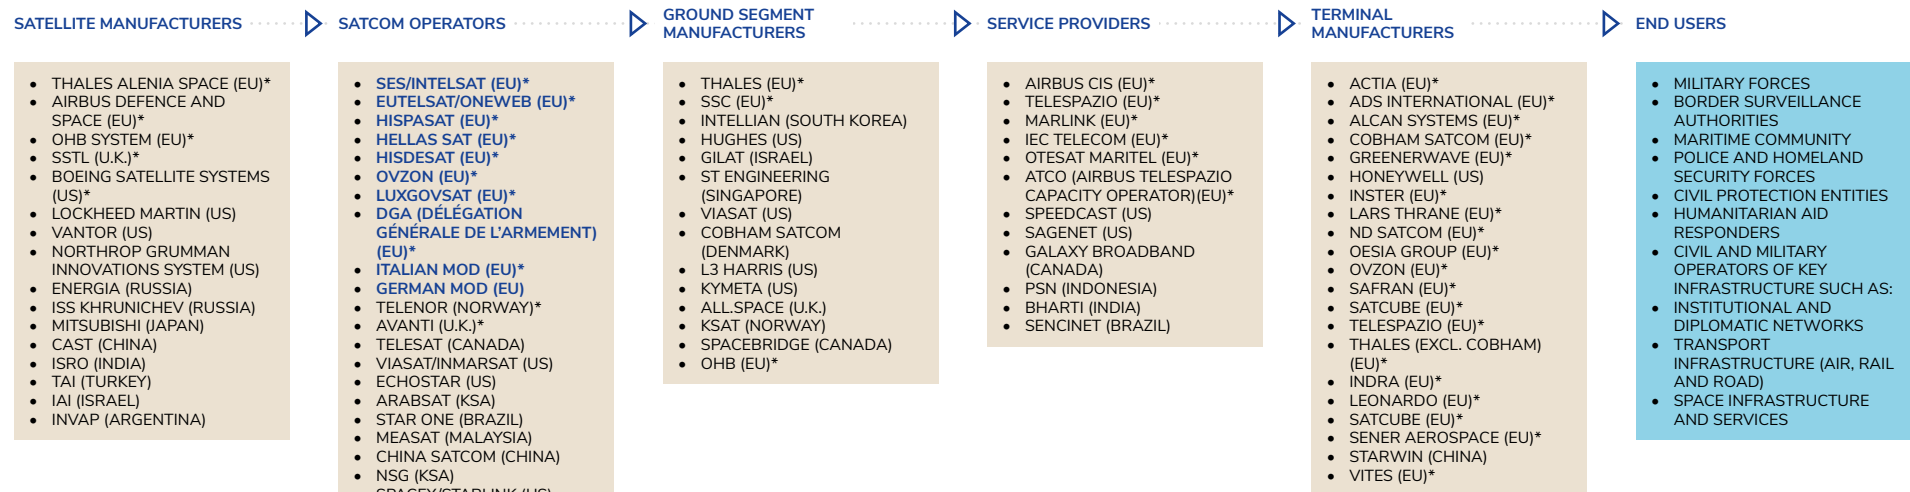 SATELLITE MANUFACTURERS
• THALES ALENIA SPACE (EU)*
• AIRBUS DEFENCE AND
SPACE (EU)*
• OHB SYSTEM (EU)*
• SSTL (U.K.)*
• BOEING SATELLITE SYSTEMS
(US)*
• LOCKHEED MARTIN (US)
• VANTOR (US)
• NORTHROP GRUMMAN
INNOVATIONS SYSTEM (US)
• ENERGIA (RUSSIA)
• ISS KHRUNICHEV (RUSSIA)
• MITSUBISHI (JAPAN)
• CAST (CHINA)
• ISRO (INDIA)
• TAI (TURKEY)
• IAI (ISRAEL)
• INVAP (ARGENTINA)
SATCOM OPERATORS
• SES/INTELSAT (EU)*
• EUTELSAT/ONEWEB (EU)*
• HISPASAT (EU)*
• HELLAS SAT (EU)*
• HISDESAT (EU)*
• OVZON (EU)*
• LUXGOVSAT (EU)*
• DGA (DÉLÉGATION
GÉNÉRALE DE L'ARMEMENT)
(EU)*
• ITALIAN MOD (EU)*
• GERMAN MOD (EU)
• TELENOR (NORWAY)*
• AVANTI (U.K.)*
• TELESAT (CANADA)
• VIASAT/INMARSAT (US)
• ECHOSTAR (US)
• ARABSAT (KSA)
• STAR ONE (BRAZIL)
• MEASAT (MALAYSIA)
• CHINA SATCOM (CHINA)
• NSG (KSA)
• SPACEX/STARLINK (US)
GROUND SEGMENT
MANUFACTURERS
• THALES (EU)*
• SSC (EU)*
• INTELLIAN (SOUTH KOREA)
• HUGHES (US)
• GILAT (ISRAEL)
• ST ENGINEERING
(SINGAPORE)
• VIASAT (US)
• COBHAM SATCOM
(DENMARK)
• L3 HARRIS (US)
• KYMETA (US)
• ALL.SPACE (U.K.)
• KSAT (NORWAY)
• SPACEBRIDGE (CANADA)
• OHB (EU)*
SERVICE PROVIDERS
• AIRBUS CIS (EU)*
• TELESPAZIO (EU)*
• MARLINK (EU)*
• IEC TELECOM (EU)*
• OTESAT MARITEL (EU)*
• ATCO (AIRBUS TELESPAZIO
CAPACITY OPERATOR)(EU)*
• SPEEDCAST (US)
• SAGENET (US)
• GALAXY BROADBAND
(CANADA)
• PSN (INDONESIA)
• BHARTI (INDIA)
• SENCINET (BRAZIL)
TERMINAL
MANUFACTURERS
• ACTIA (EU)*
• ADS INTERNATIONAL (EU)*
• ALCAN SYSTEMS (EU)*
• COBHAM SATCOM (EU)*
• GREENERWAVE (EU)*
• HONEYWELL (US)
• INSTER (EU)*
• LARS THRANE (EU)*
• ND SATCOM (EU)*
• OESIA GROUP (EU)*
• OVZON (EU)*
• SAFRAN (EU)*
• SATCUBE (EU)*
• TELESPAZIO (EU)*
• THALES (EXCL. COBHAM)
(EU)*
• INDRA (EU)*
• LEONARDO (EU)*
• SATCUBE (EU)*
• SENER AEROSPACE (EU)*
• STARWIN (CHINA)
• VITES (EU)*
END USERS
• MILITARY FORCES
• BORDER SURVEILLANCE
AUTHORITIES
• MARITIME COMMUNITY
• POLICE AND HOMELAND
SECURITY FORCES
• CIVIL PROTECTION ENTITIES
• HUMANITARIAN AID
RESPONDERS
• CIVIL AND MILITARY
OPERATORS OF KEY
INFRASTRUCTURE SUCH AS:
• INSTITUTIONAL AND
DIPLOMATIC NETWORKS
• TRANSPORT
INFRASTRUCTURE (AIR, RAIL
AND ROAD)
• SPACE INFRASTRUCTURE
AND SERVICES